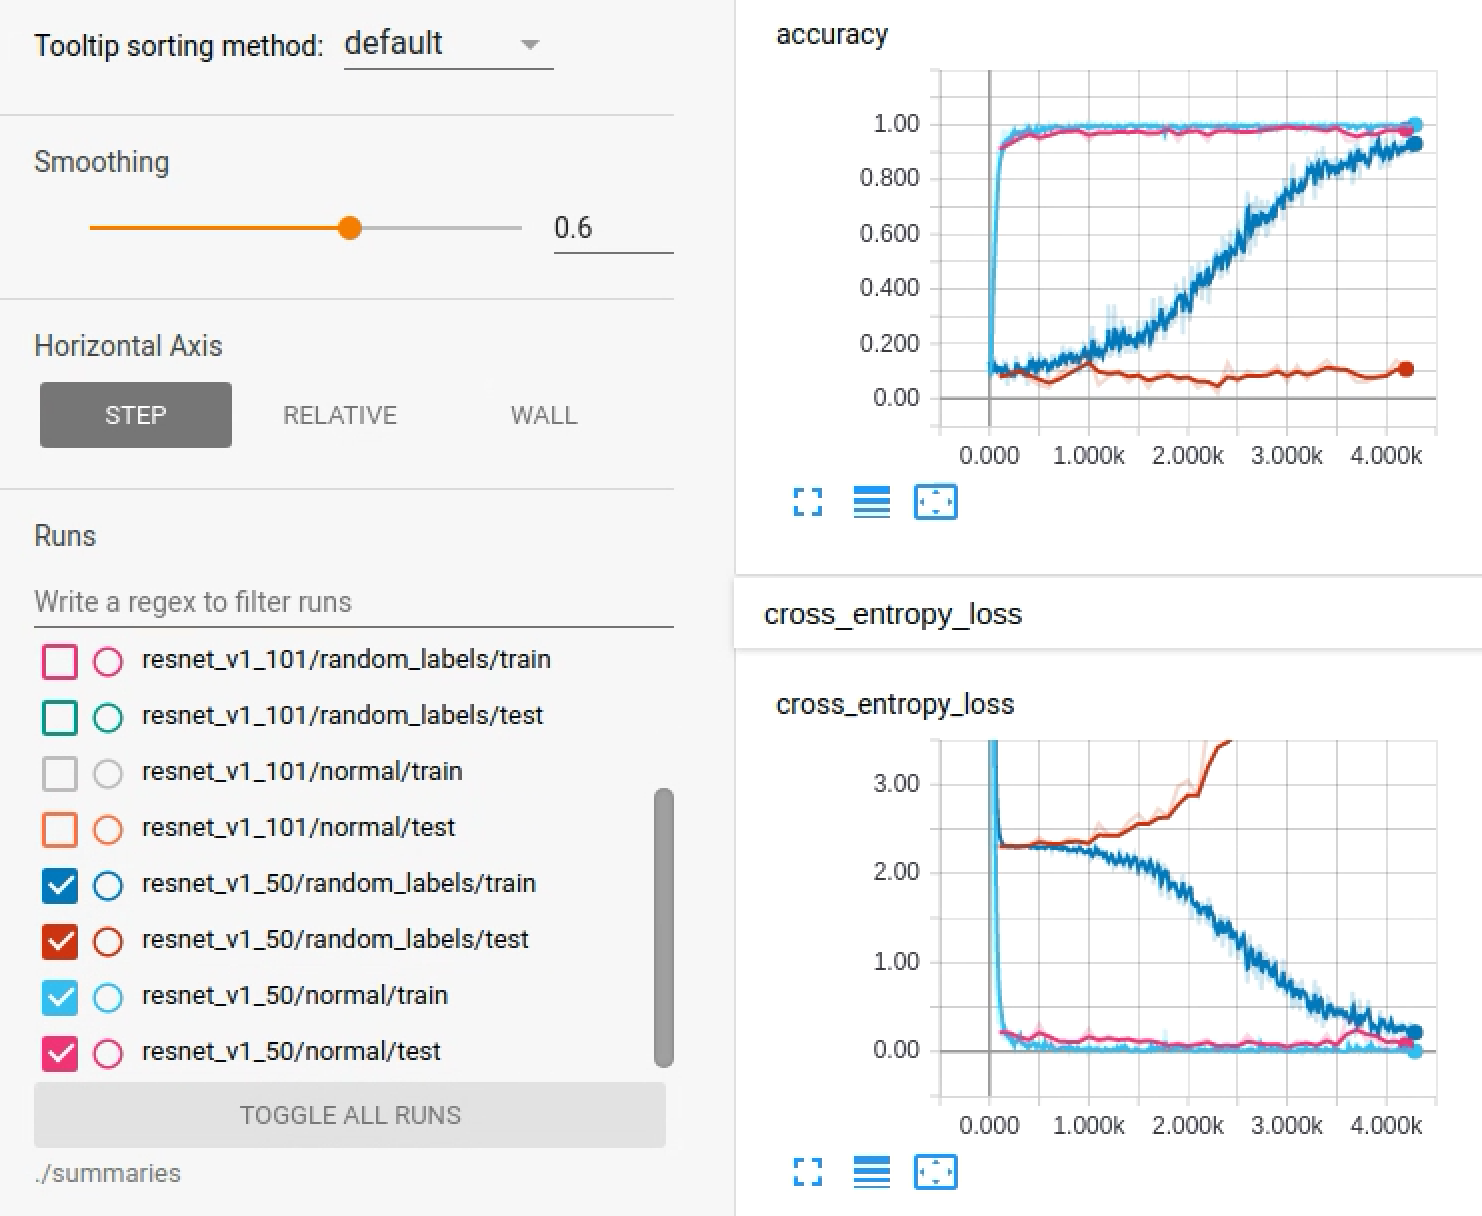 Tooltip sorting method: default
Smoothing
0.6
Horizontal Axis
STEP RELATIVE WALL
Runs
Write a regex to filter runs
resnet_v1_101/random_labels/train
resnet_v1_101/random_labels/test
resnet_v1_101/normal/train
resnet_v1_101/normal/test
resnet_v1_50/random_labels/train
resnet_v1_50/random_labels/test
resnet_v1_50/normal/train
resnet_v1_50/normal/test
TOGGLE ALL RUNS
./summaries
accuracy
1.00
0.800
0.600
0.400
0.200
0.00
0.000 1.000k 2.000k 3.000k 4.000k
cross_entropy_loss
cross_entropy_loss
3.00
2.00
1.00
0.00
0.000 1.000k 2.000k 3.000k 4.000k